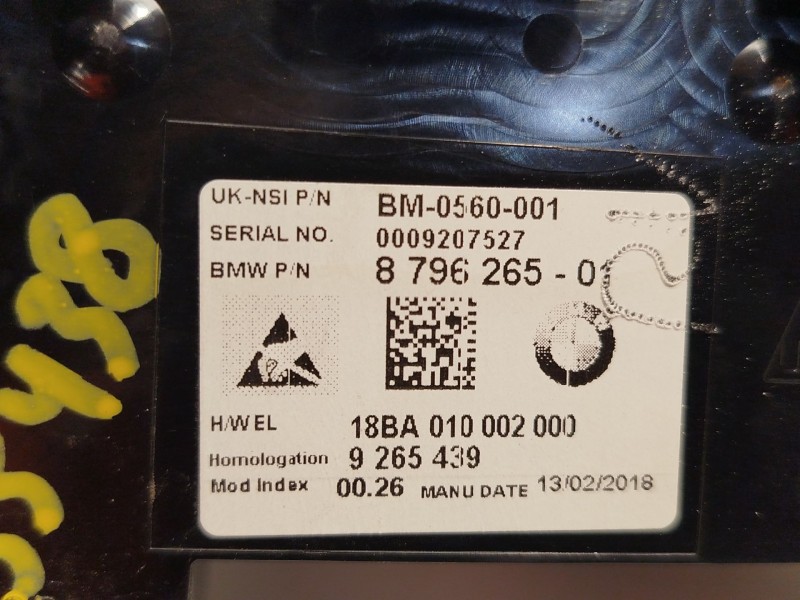 UK-NSI P/N BM-0560-001
SERIAL NO. 0009207527
BMW P/N 8 796 265 - 01
H/W EL 18BA 010 002 000
Homologation 9 265 439
Mod Index 00.26 MANU DATE 13/02/2018